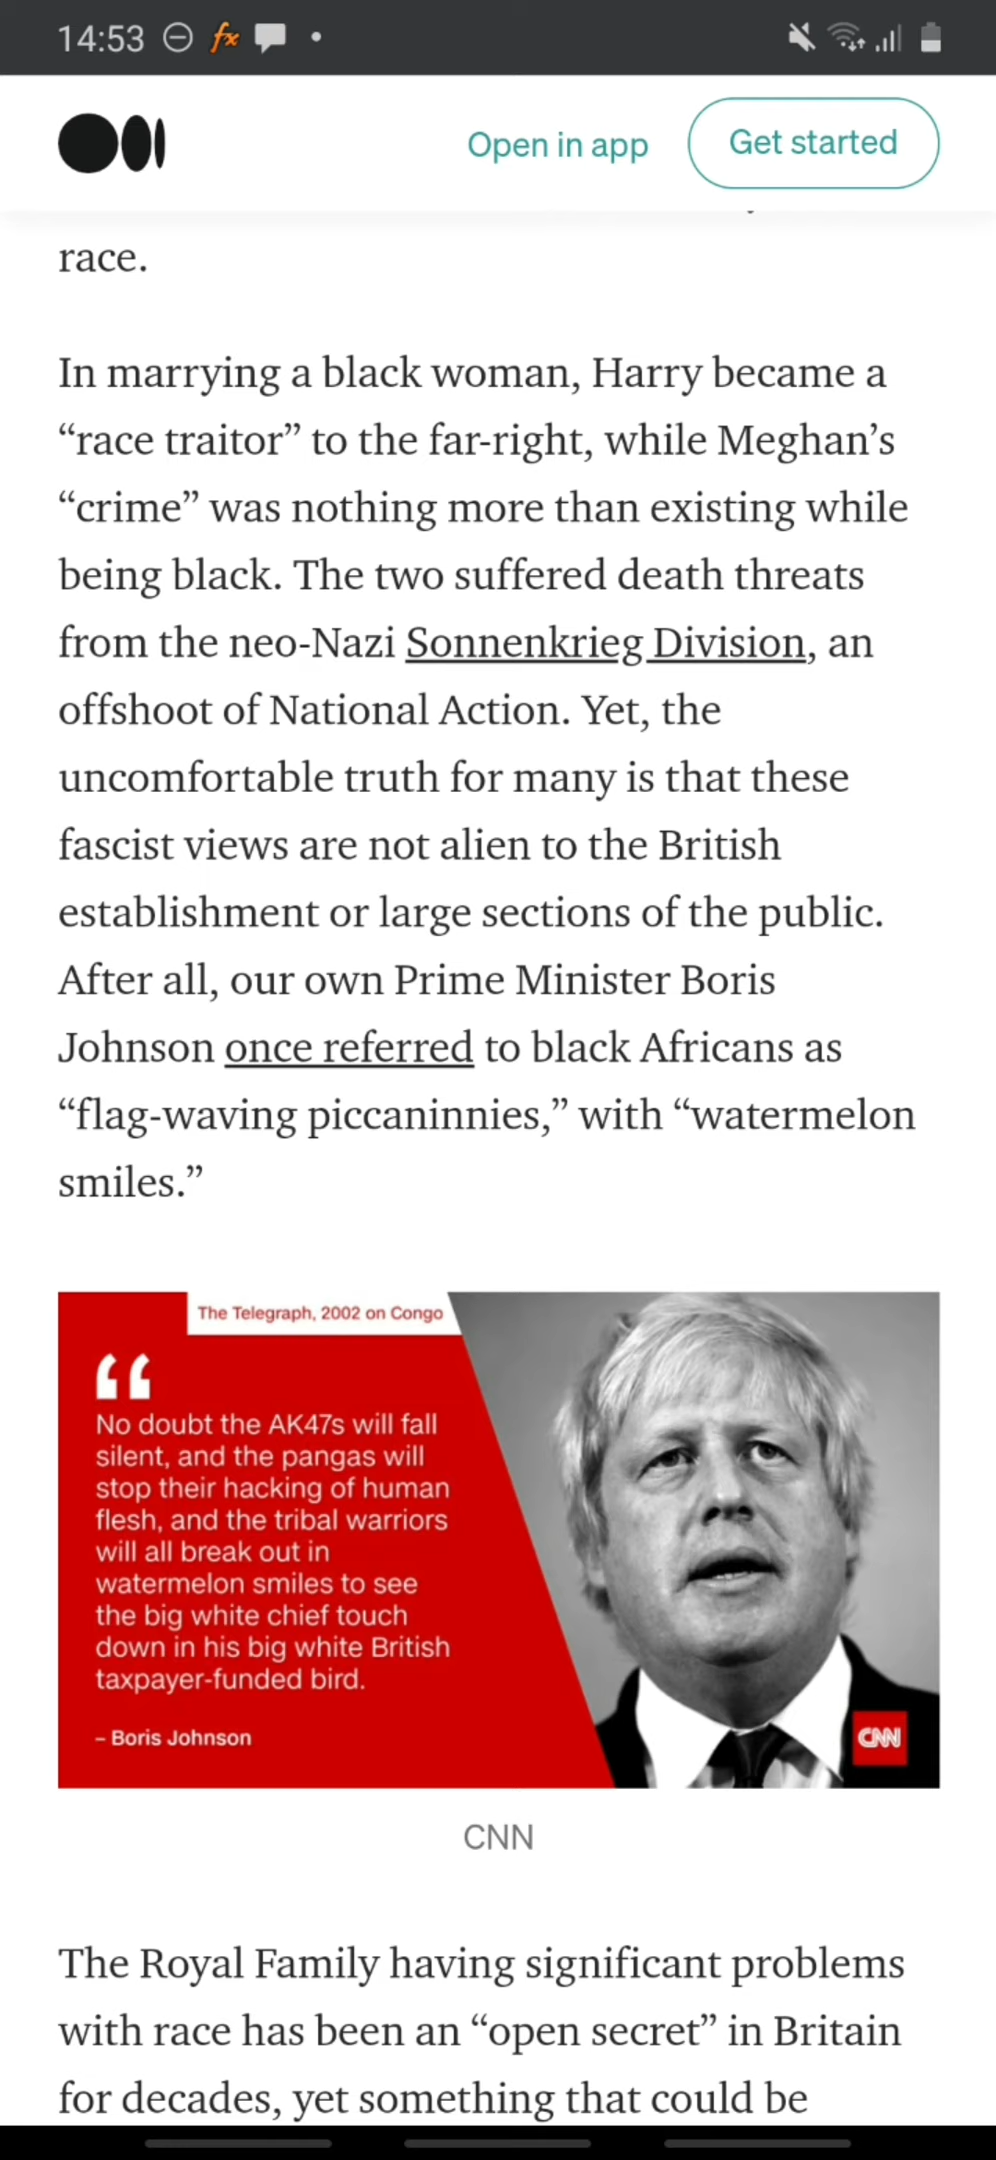 14:53
Open in app
Get started
race.
In marrying a black woman, Harry became a
“race traitor” to the far-right, while Meghan’s
“crime” was nothing more than existing while
being black. The two suffered death threats
from the neo-Nazi Sonnenkrieg Division, an
offshoot of National Action. Yet, the
uncomfortable truth for many is that these
fascist views are not alien to the British
establishment or large sections of the public.
After all, our own Prime Minister Boris
Johnson once referred to black Africans as
“flag-waving piccaninnies,” with “watermelon
smiles.”
The Telegraph, 2002 on Congo
“
No doubt the AK47s will fall
silent, and the pangas will
stop their hacking of human
flesh, and the tribal warriors
will all break out in
watermelon smiles to see
the big white chief touch
down in his big white British
taxpayer-funded bird.
– Boris Johnson
CNN
CNN
The Royal Family having significant problems
with race has been an “open secret” in Britain
for decades, yet something that could be